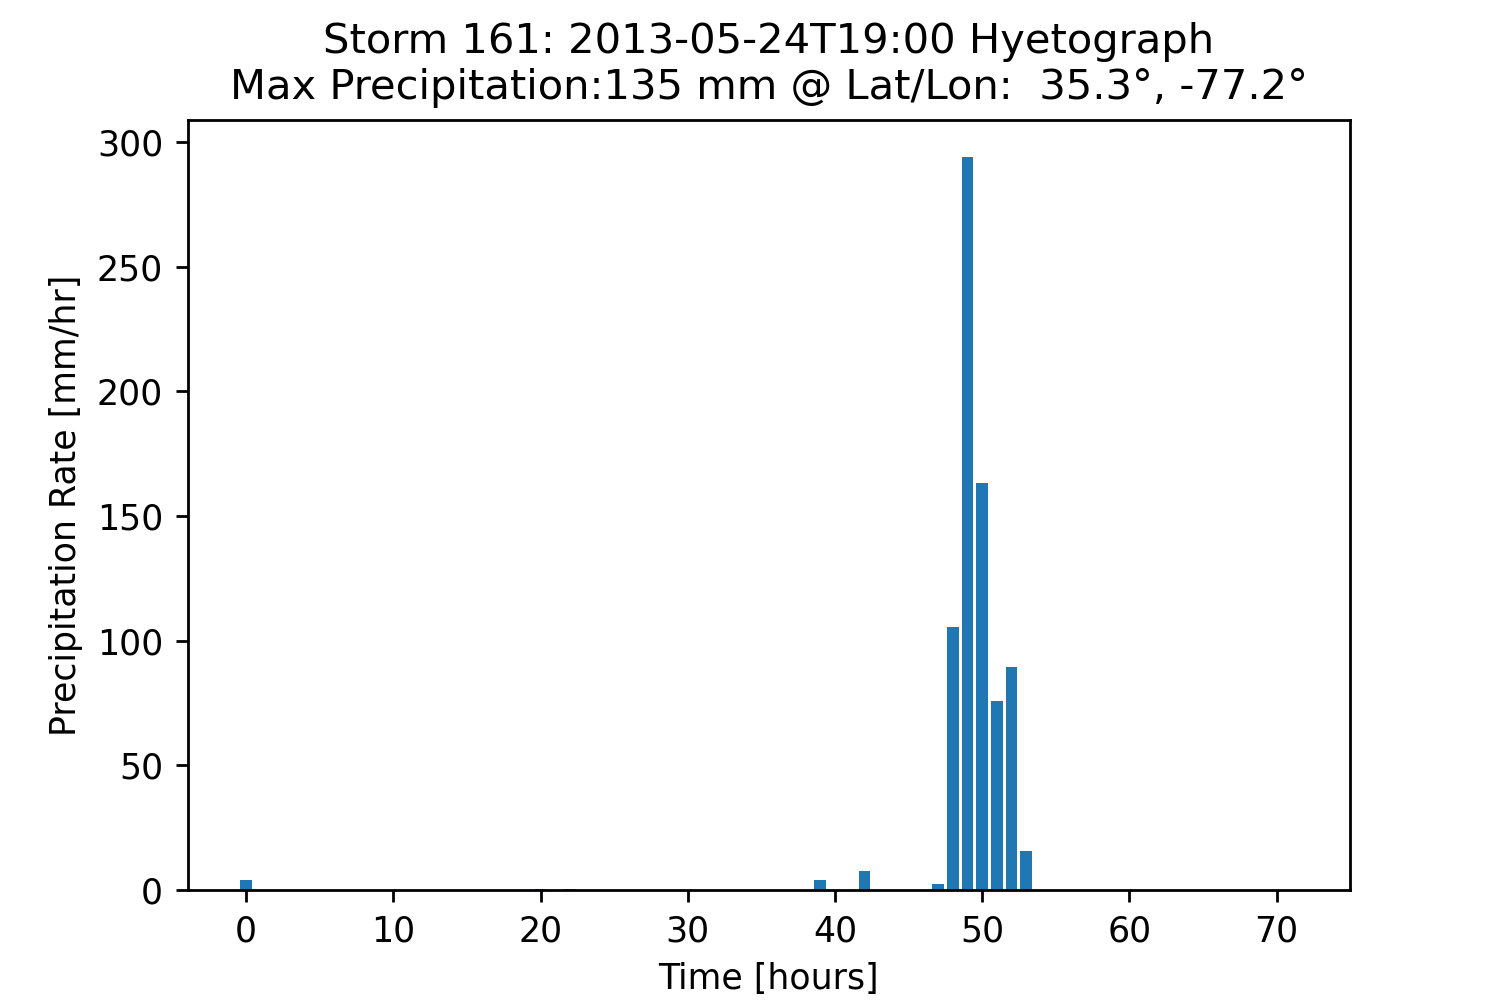 Storm 161: 2013-05-24T19:00 Hyetograph
Max Precipitation:135 mm @ Lat/Lon:  35.3°, -77.2°
300
250
200
150
100
50
0
Precipitation Rate [mm/hr]
0 10 20 30 40 50 60 70
Time [hours]